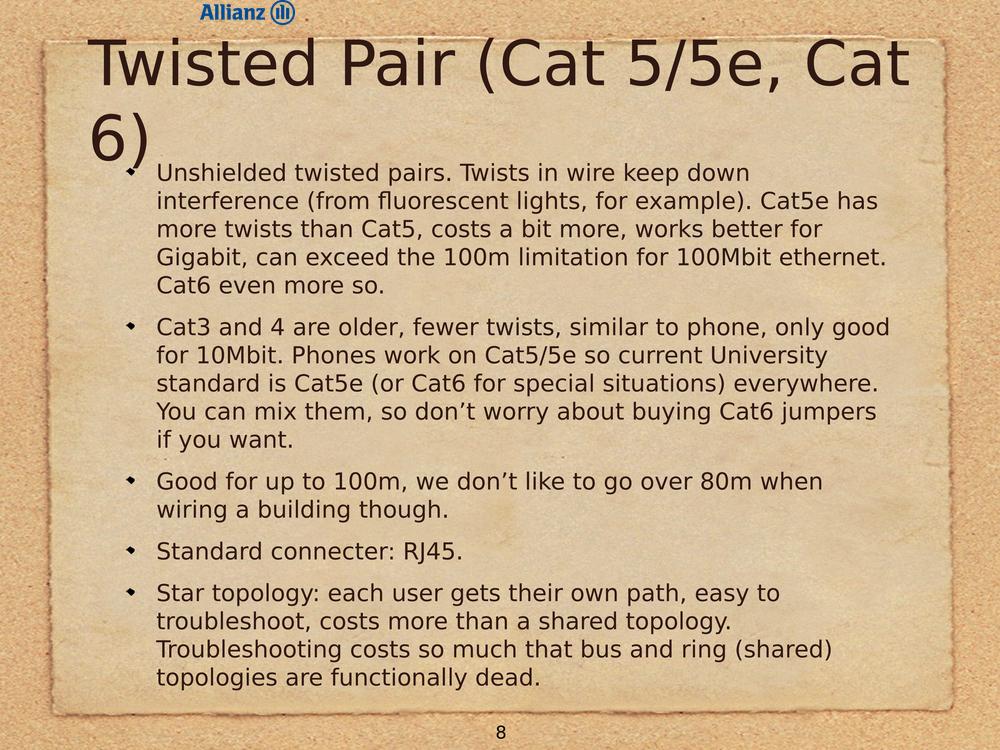 Allianz
Twisted Pair (Cat 5/5e, Cat
6)
Unshielded twisted pairs. Twists in wire keep down
interference (from fluorescent lights, for example). Cat5e has
more twists than Cat5, costs a bit more, works better for
Gigabit, can exceed the 100m limitation for 100Mbit ethernet.
Cat6 even more so.
Cat3 and 4 are older, fewer twists, similar to phone, only good
for 10Mbit. Phones work on Cat5/5e so current University
standard is Cat5e (or Cat6 for special situations) everywhere.
You can mix them, so don’t worry about buying Cat6 jumpers
if you want.
Good for up to 100m, we don’t like to go over 80m when
wiring a building though.
Standard connecter: RJ45.
Star topology: each user gets their own path, easy to
troubleshoot, costs more than a shared topology.
Troubleshooting costs so much that bus and ring (shared)
topologies are functionally dead.
8